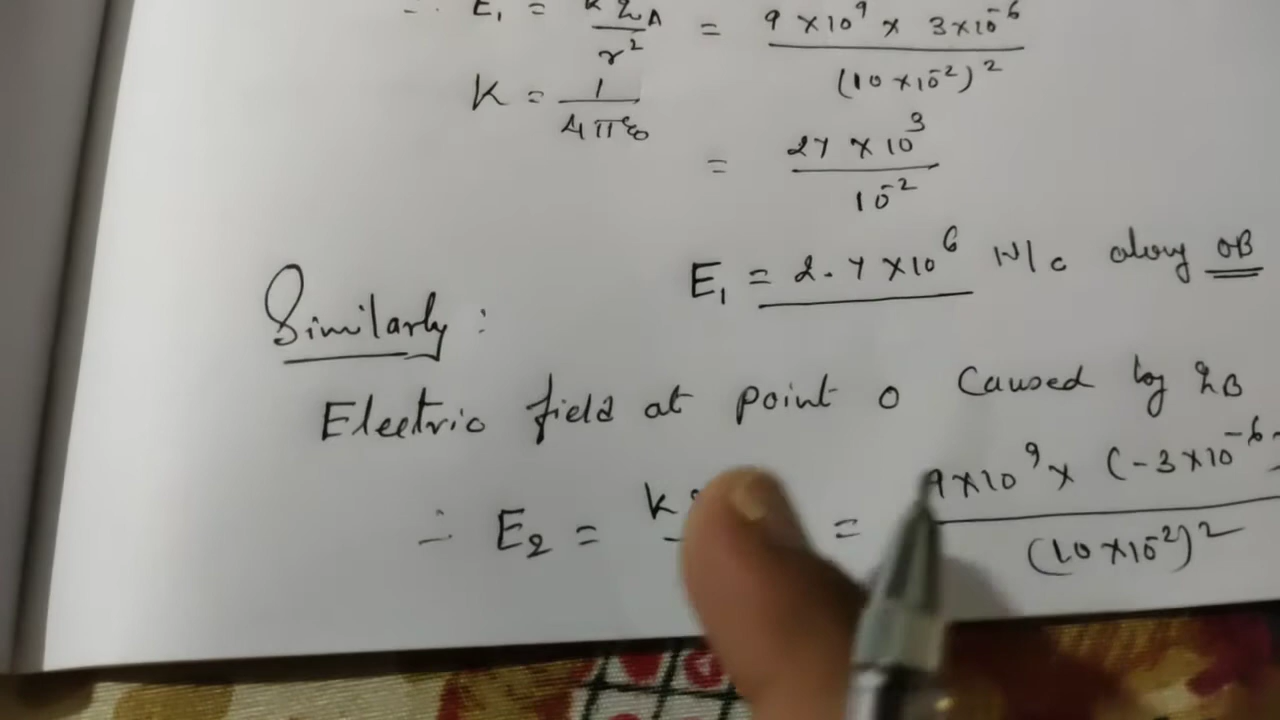 ∴ E₁ = k q_A / r² = 9 × 10⁹ × 3×10⁻⁶ / (10 × 10⁻²)²
K = 1 / 4πε₀
= 27 × 10³ / 10⁻²
E₁ = 2.7 × 10⁶ N/c along OB
Similarly :
Electric field at point O Caused by q_B
∴ E₂ = k = 9×10⁹ × (-3×10⁻⁶ / (10 × 10⁻²)²